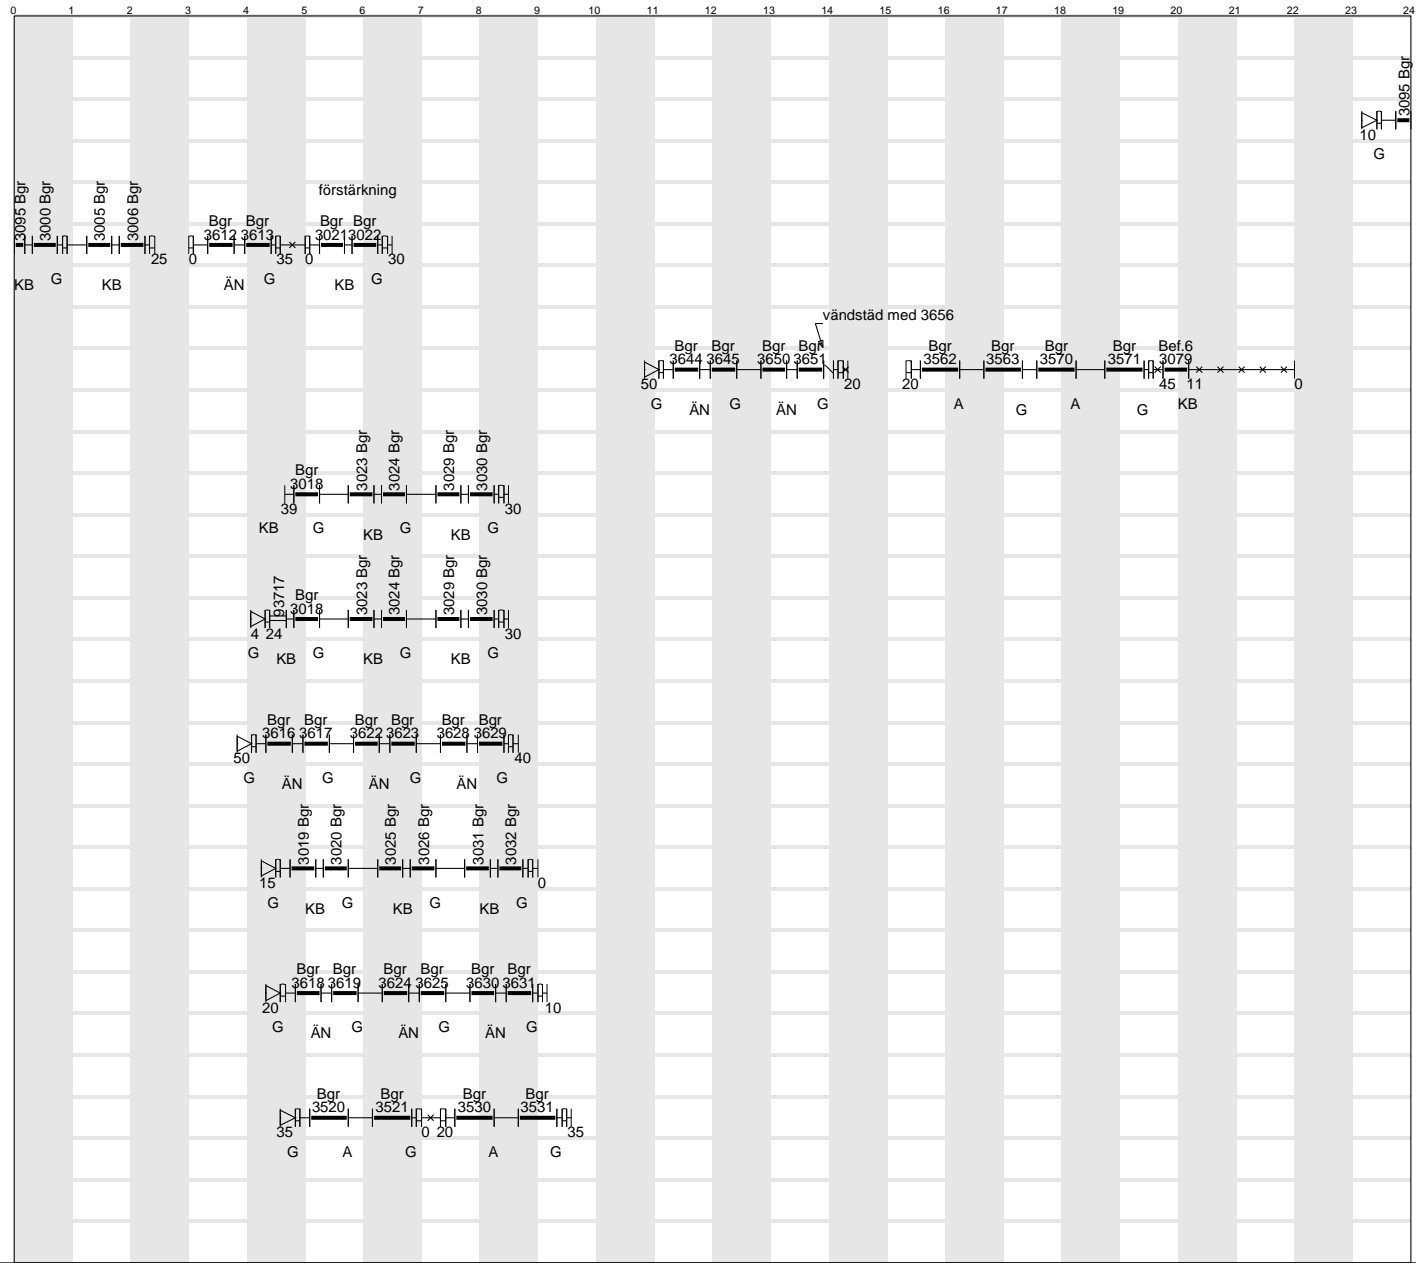 0 1 2 3 4 5 6 7 8 9 10 11 12 13 14 15 16 17 18 19 20 21 22 23 24
3095 Bgr
10
G
förstärkning
3095 Bgr 3000 Bgr 3005 Bgr 3006 Bgr Bgr Bgr Bgr Bgr
3612 3613 3021 3022
25 0 35 0 30
KB G KB ÄN G KB G
vändstäd med 3656
Bgr Bgr Bgr Bgr Bgr Bgr Bgr Bgr Bef.6
3644 3645 3650 3651 3562 3563 3570 3571 3079
50 20 20 45 11 0
G ÄN G ÄN G A G A G KB
Bgr 3023 Bgr 3024 Bgr 3029 Bgr 3030 Bgr
3018
39 30
KB G KB G KB G
93717 Bgr 3023 Bgr 3024 Bgr 3029 Bgr 3030 Bgr
3018
4 24 30
G KB G KB G KB G
Bgr Bgr Bgr Bgr Bgr Bgr
3616 3617 3622 3623 3628 3629
50 40
G ÄN G ÄN G ÄN G
3019 Bgr 3020 Bgr 3025 Bgr 3026 Bgr 3031 Bgr 3032 Bgr
15 0
G KB G KB G KB G
Bgr Bgr Bgr Bgr Bgr Bgr
3618 3619 3624 3625 3630 3631
20 10
G ÄN G ÄN G ÄN G
Bgr Bgr Bgr Bgr
3520 3521 3530 3531
35 0 20 35
G A G A G